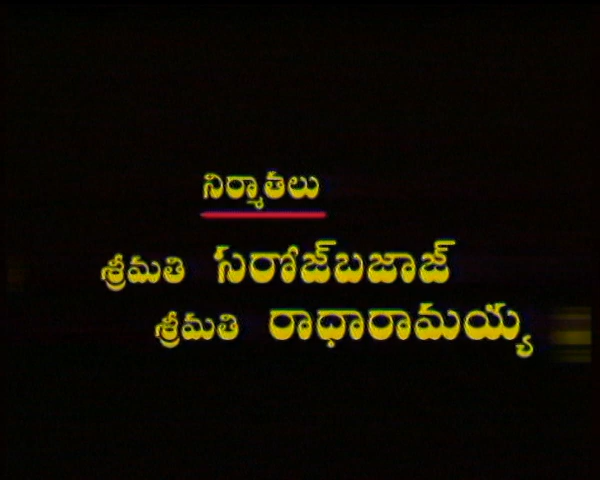 నిర్మాతలు
శ్రీమతి సరోజ్‌బజాజ్
శ్రీమతి రాధారామయ్య